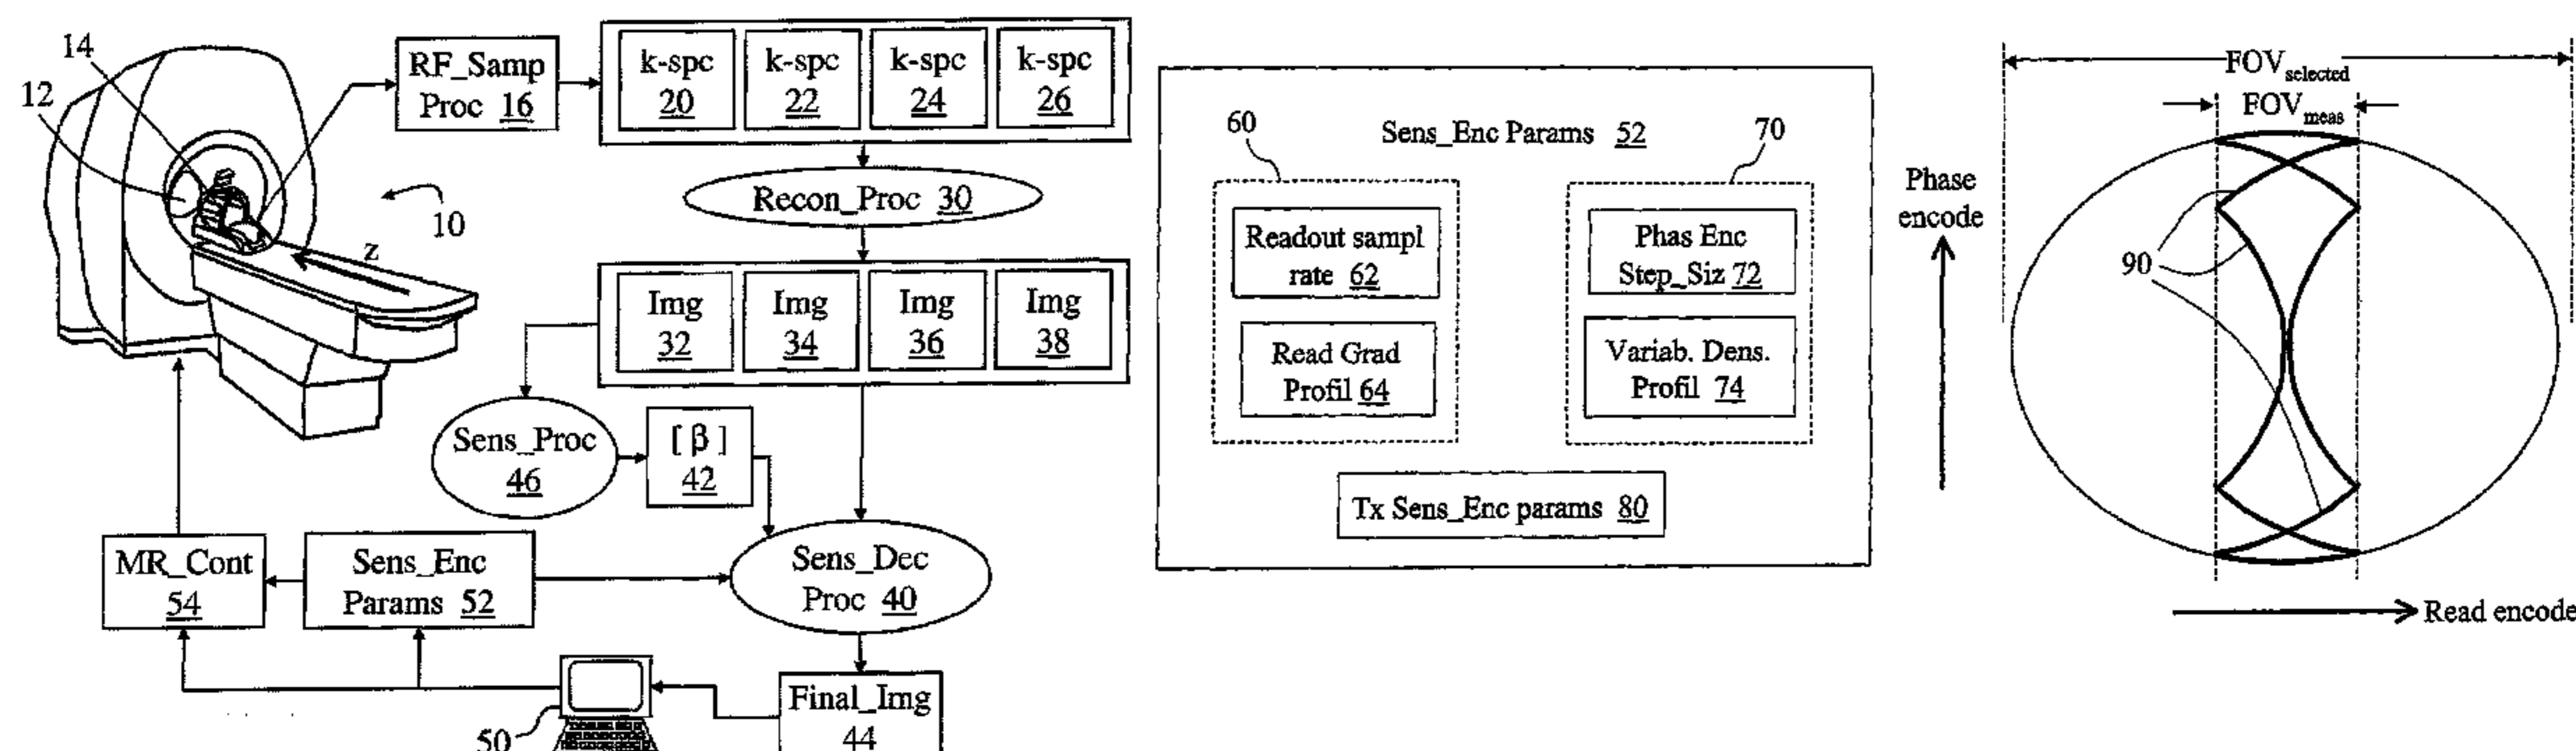 14
12
10
z
RF_Samp
Proc 16
k-spc
20
k-spc
22
k-spc
24
k-spc
26
Recon_Proc 30
Img
32
Img
34
Img
36
Img
38
Sens_Proc
46
[ β ]
42
MR_Cont
54
Sens_Enc
Params 52
Sens_Dec
Proc 40
Final_Img
44
50
Sens_Enc Params 52
60
70
Readout sampl
rate 62
Read Grad
Profil 64
Phas Enc
Step_Siz 72
Variab. Dens.
Profil 74
Tx Sens_Enc params 80
FOVselected
FOVmeas
Phase
encode
90
Read encode